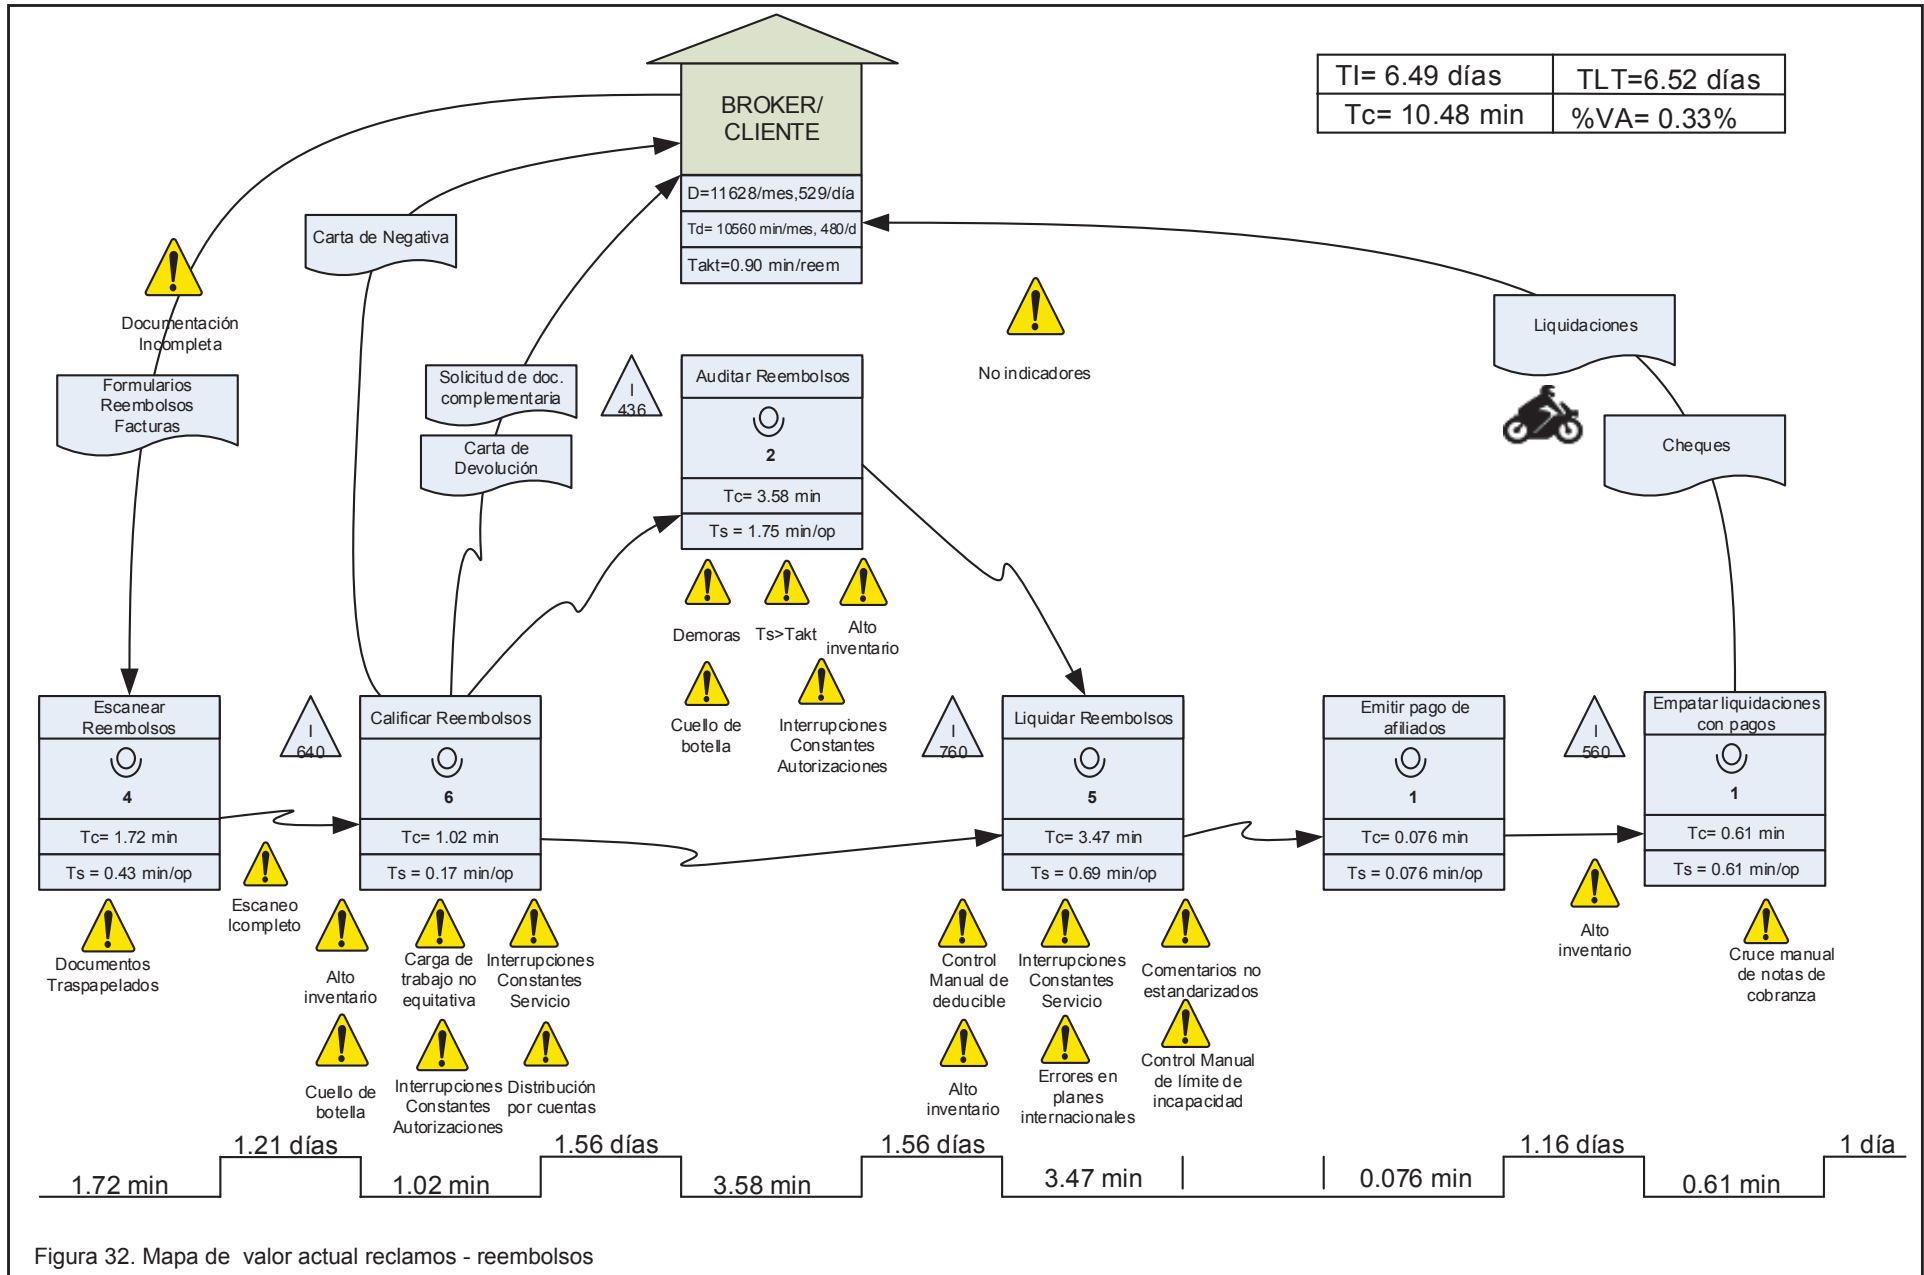 TI= 6.49 días
TLT=6.52 días
Tc= 10.48 min
%VA= 0.33%
BROKER/
CLIENTE
D=11628/mes,529/día
Td= 10560 min/mes, 480/d
Takt=0.90 min/reem
Carta de Negativa
Documentación
Incompleta
Formularios
Reembolsos
Facturas
Solicitud de doc.
complementaria
Carta de
Devolución
I
436
Auditar Reembolsos
2
Tc= 3.58 min
Ts = 1.75 min/op
No indicadores
Liquidaciones
Cheques
Demoras
Ts>Takt
Alto
inventario
Cuello de
botella
Interrupciones
Constantes
Autorizaciones
Escanear
Reembolsos
4
Tc= 1.72 min
Ts = 0.43 min/op
Documentos
Traspapelados
Escaneo
Icompleto
I
640
Calificar Reembolsos
6
Tc= 1.02 min
Ts = 0.17 min/op
Alto
inventario
Carga de
trabajo no
equitativa
Interrupciones
Constantes
Servicio
Cuello de
botella
Interrupciones
Constantes
Autorizaciones
Distribución
por cuentas
I
760
Liquidar Reembolsos
5
Tc= 3.47 min
Ts = 0.69 min/op
Control
Manual de
deducible
Interrupciones
Constantes
Servicio
Comentarios no
estandarizados
Alto
inventario
Errores en
planes
internacionales
Control Manual
de límite de
incapacidad
Emitir pago de
afiliados
1
Tc= 0.076 min
Ts = 0.076 min/op
I
560
Alto
inventario
Empatar liquidaciones
con pagos
1
Tc= 0.61 min
Ts = 0.61 min/op
Cruce manual
de notas de
cobranza
1.72 min
1.21 días
1.02 min
1.56 días
3.58 min
1.56 días
3.47 min
0.076 min
1.16 días
0.61 min
1 día
Figura 32. Mapa de valor actual reclamos - reembolsos